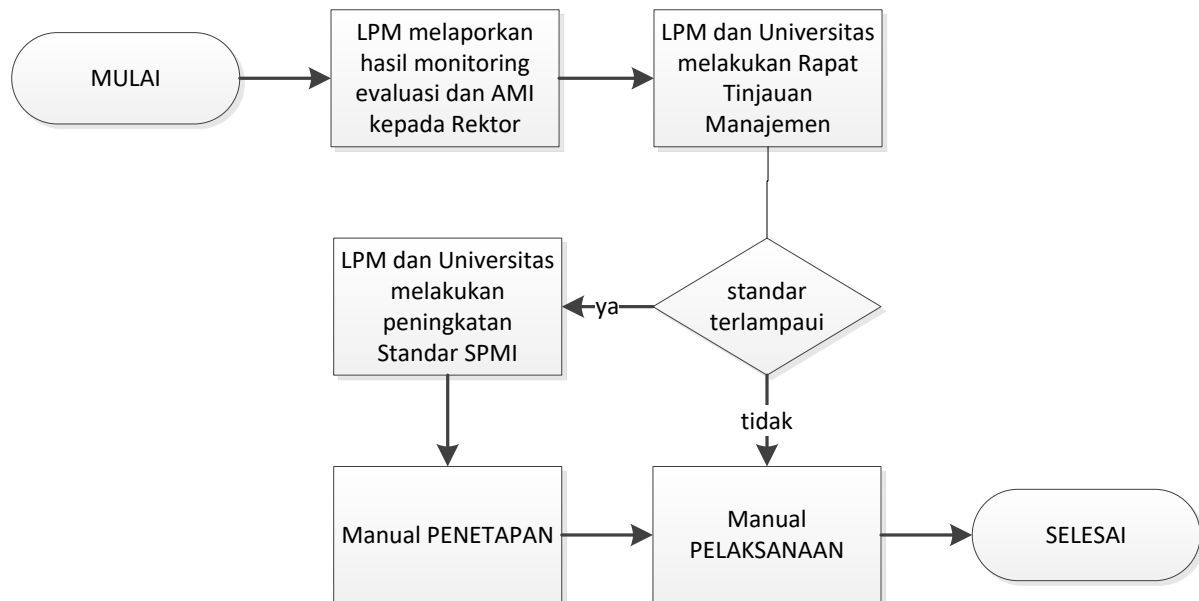 MULAI
LPM melaporkan
hasil monitoring
evaluasi dan AMI
kepada Rektor
LPM dan Universitas
melakukan Rapat
Tinjauan
Manajemen
LPM dan Universitas
melakukan
peningkatan
Standar SPMI
ya
standar
terlampaui
tidak
Manual PENETAPAN
Manual
PELAKSANAAN
SELESAI